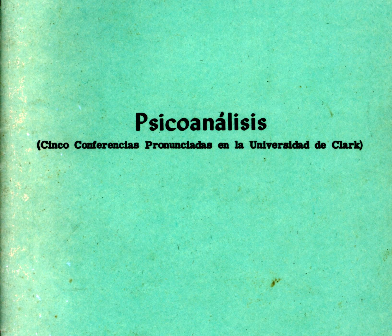 Psicoanálisis
(Cinco Conferencias Pronunciadas en la Universidad de Clark)